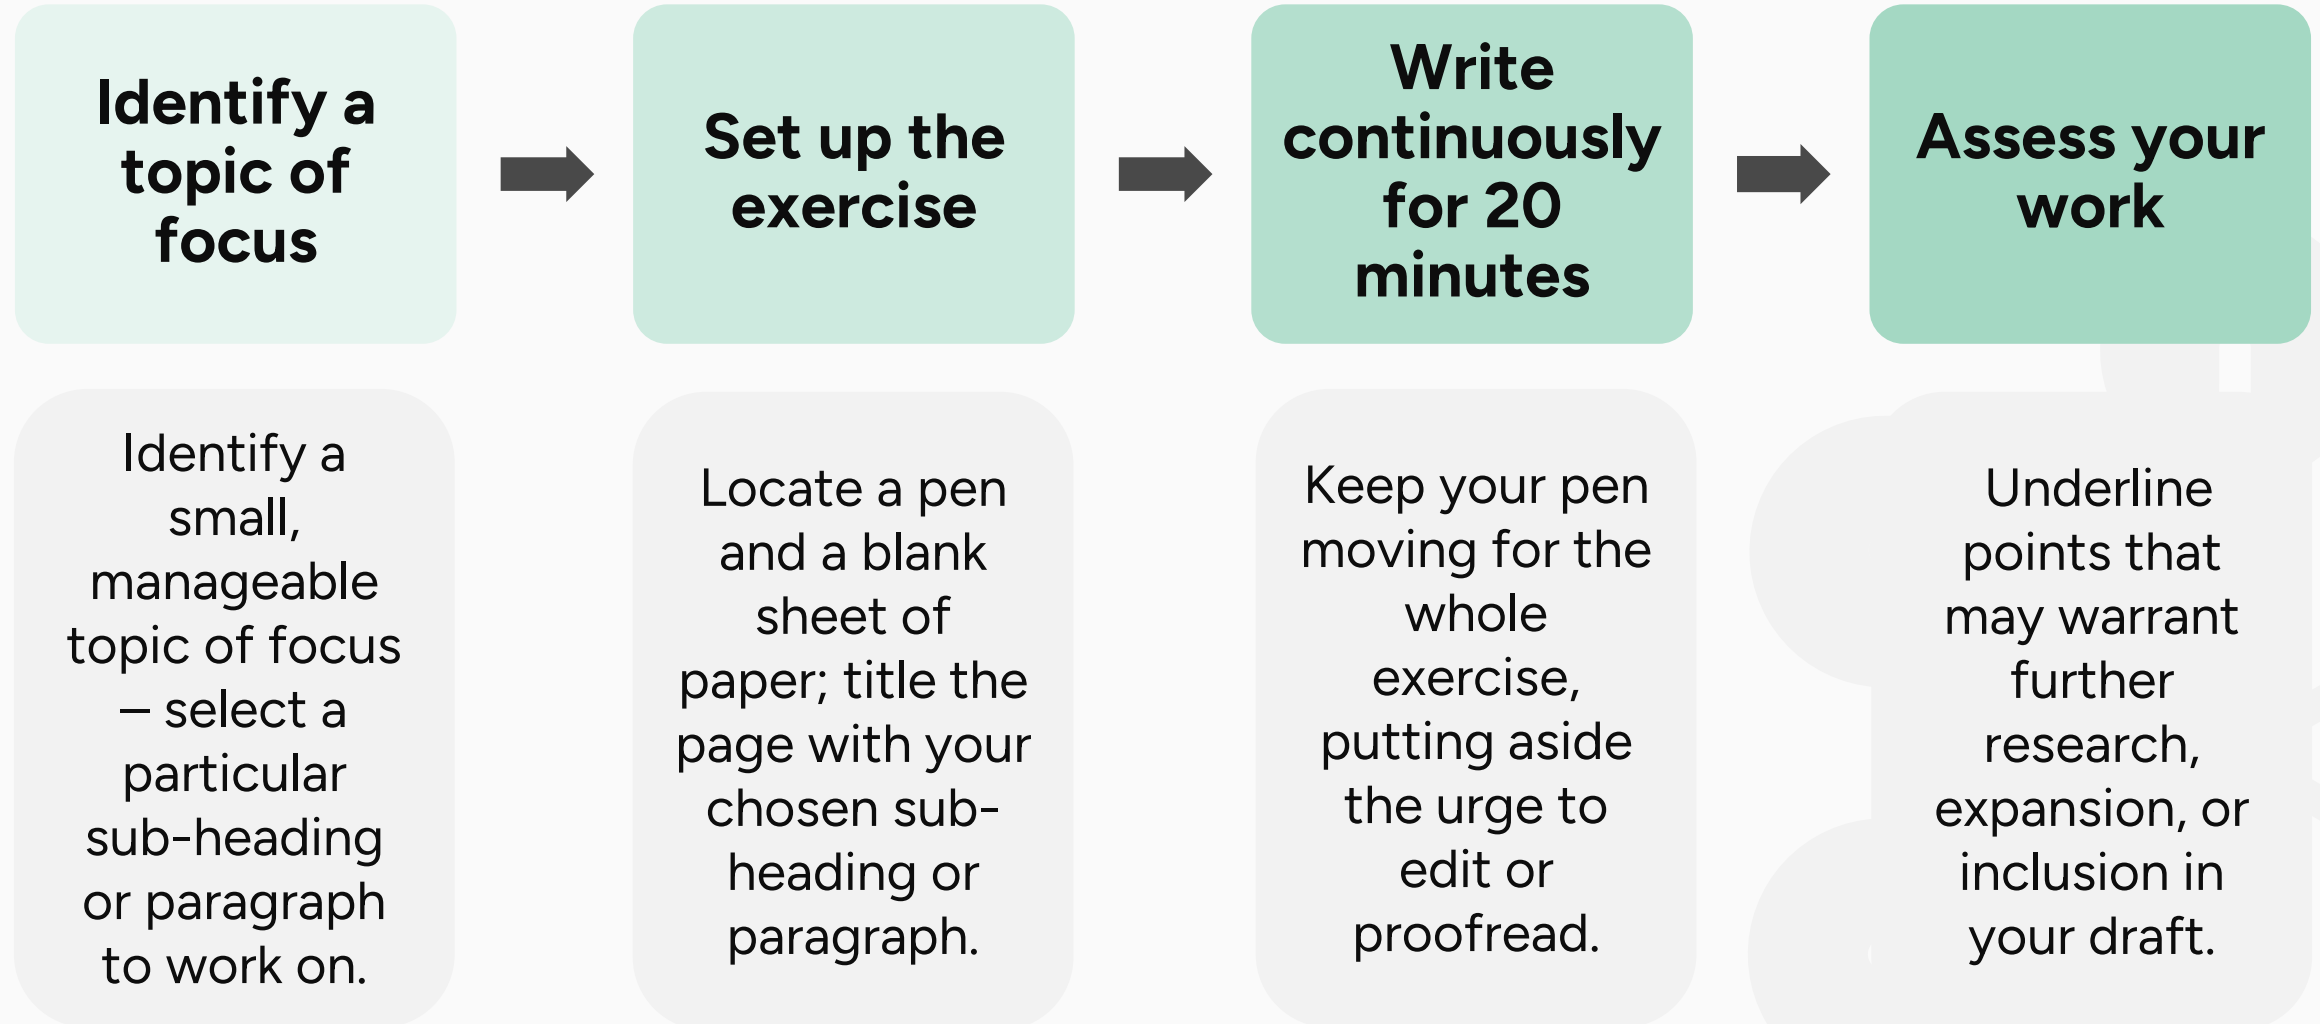 Identify a
topic of
focus
Set up the
exercise
Write
continuously
for 20
minutes
Assess your
work
Identify a
small,
manageable
topic of focus
– select a
particular
sub-heading
or paragraph
to work on.
Locate a pen
and a blank
sheet of
paper; title the
page with your
chosen sub-
heading or
paragraph.
Keep your pen
moving for the
whole
exercise,
putting aside
the urge to
edit or
proofread.
Underline
points that
may warrant
further
research,
expansion, or
inclusion in
your draft.